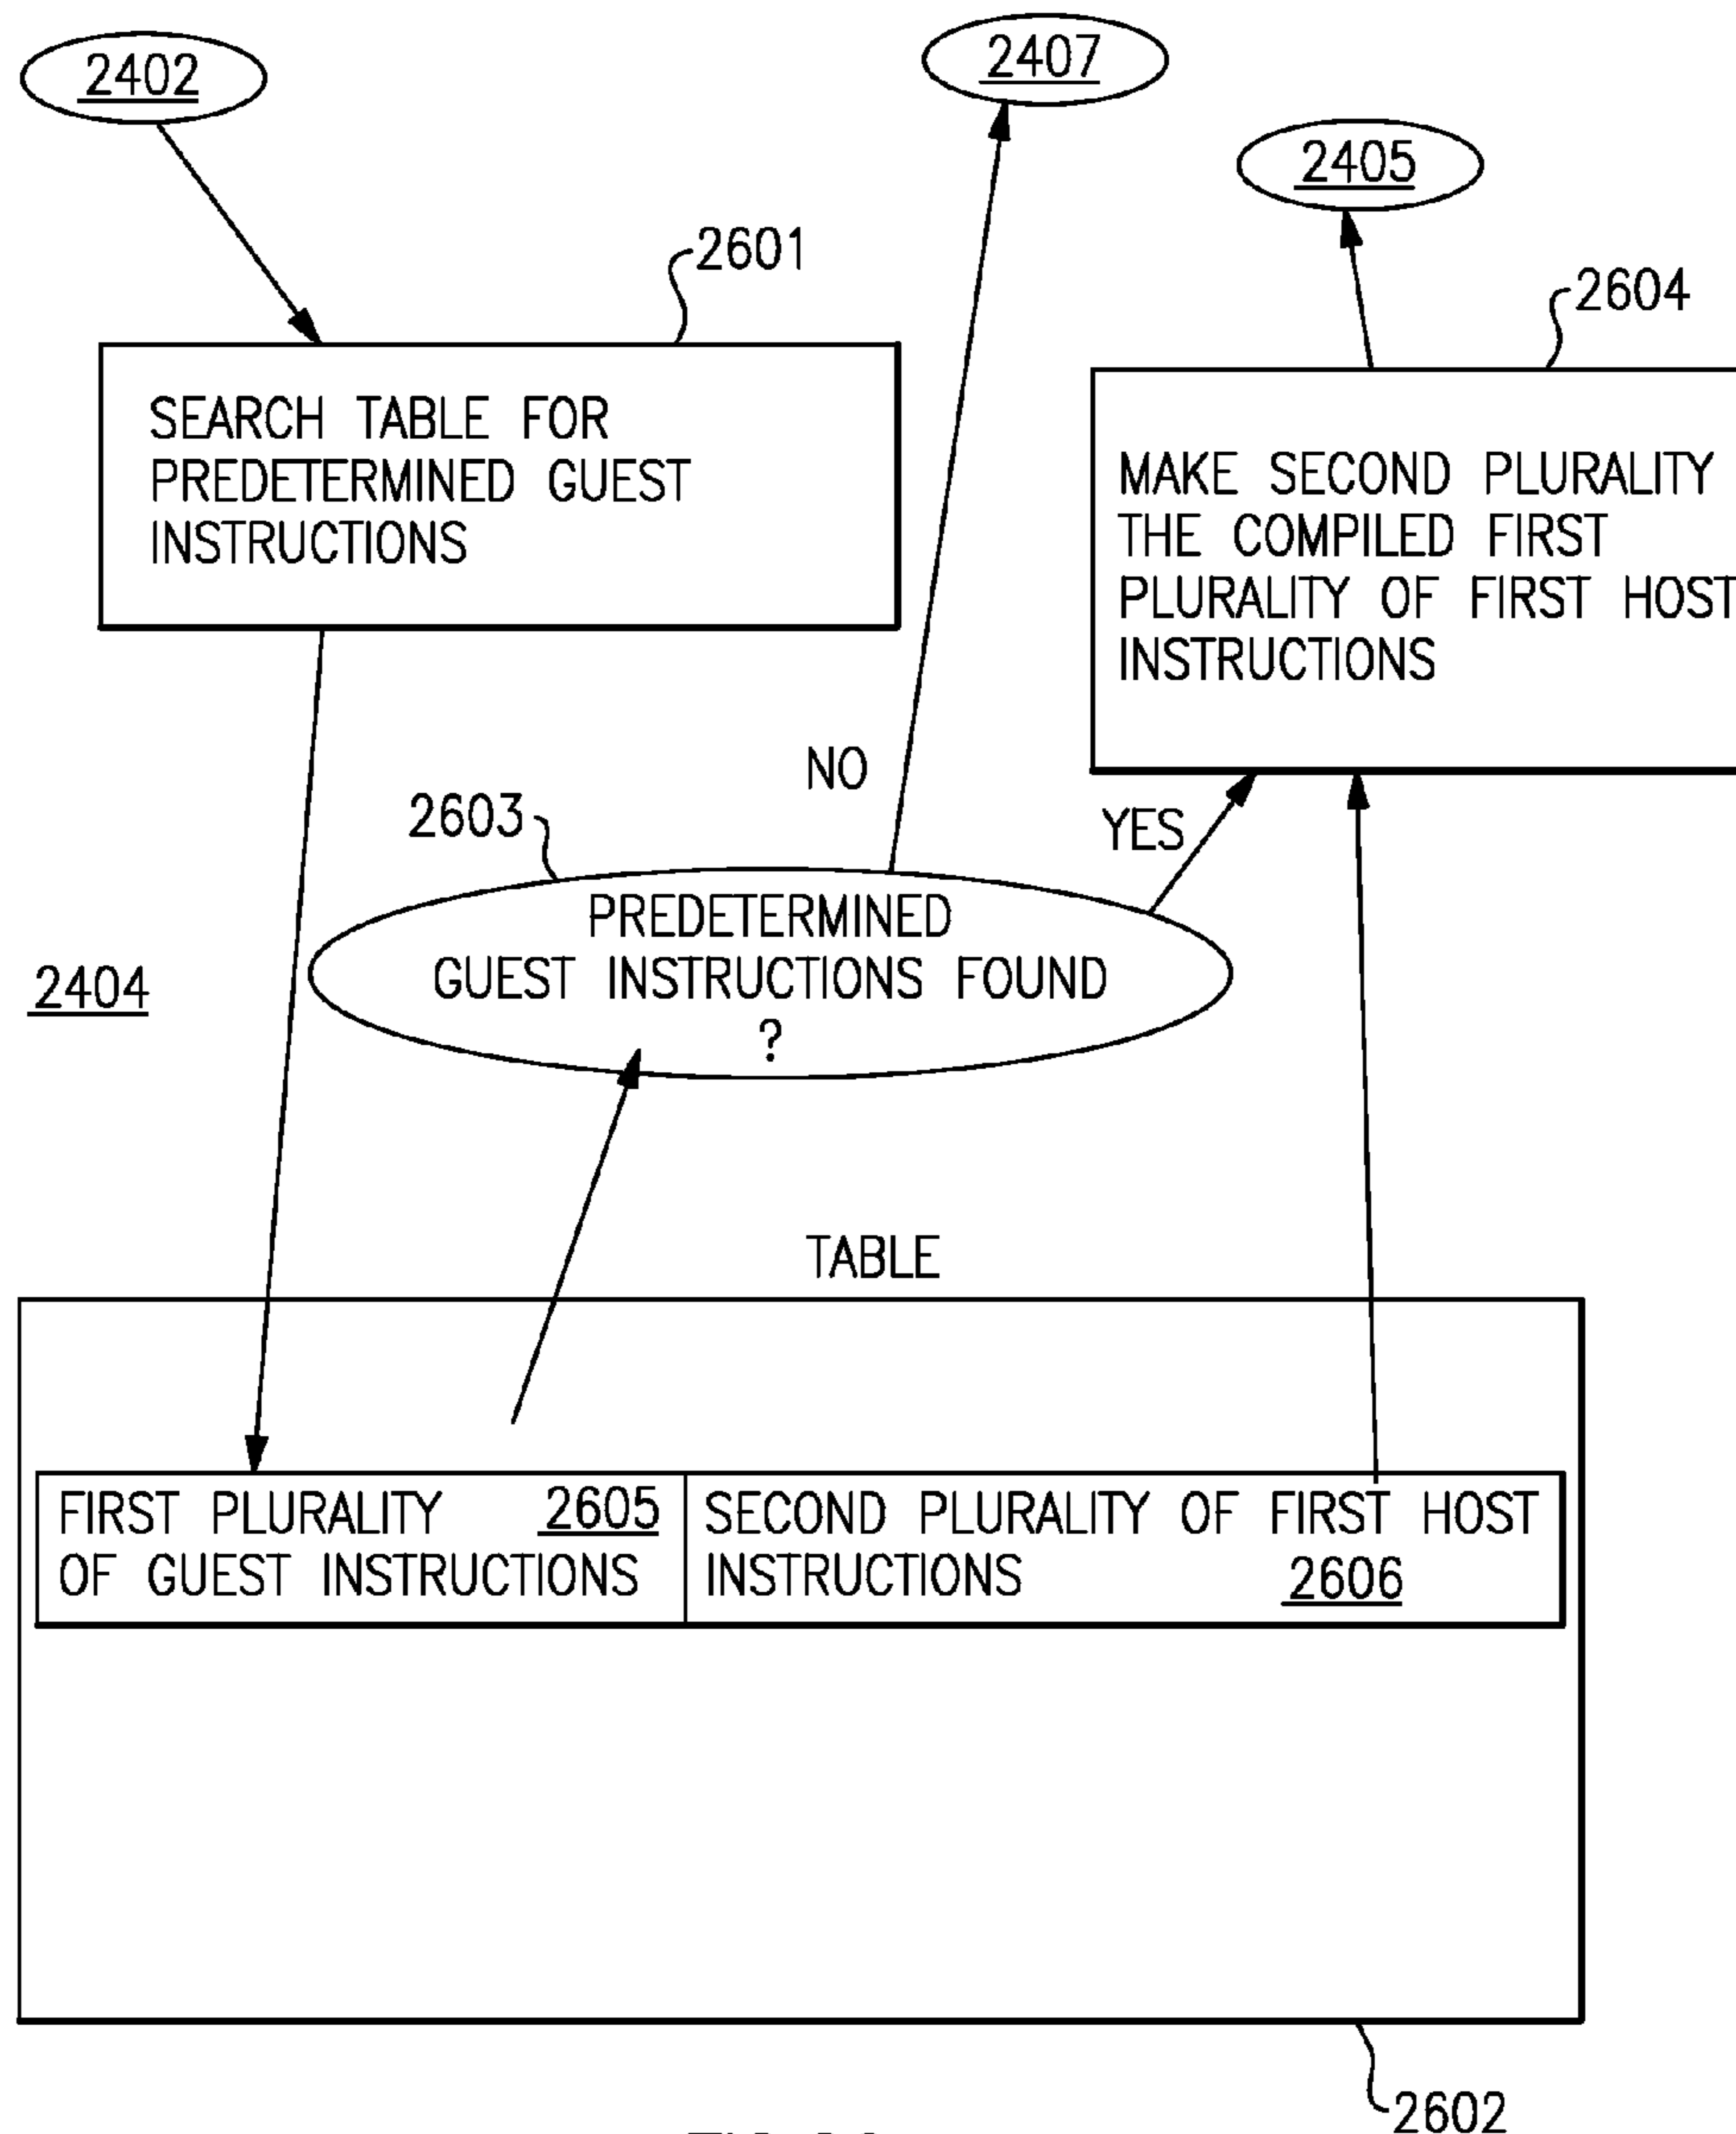 2402
2407
2405
2601
2604
SEARCH TABLE FOR
PREDETERMINED GUEST
INSTRUCTIONS
MAKE SECOND PLURALITY
THE COMPILED FIRST
PLURALITY OF FIRST HOST
INSTRUCTIONS
NO
YES
2603
PREDETERMINED
GUEST INSTRUCTIONS FOUND
?
2404
TABLE
FIRST PLURALITY 2605
OF GUEST INSTRUCTIONS
SECOND PLURALITY OF FIRST HOST
INSTRUCTIONS
2606
2602